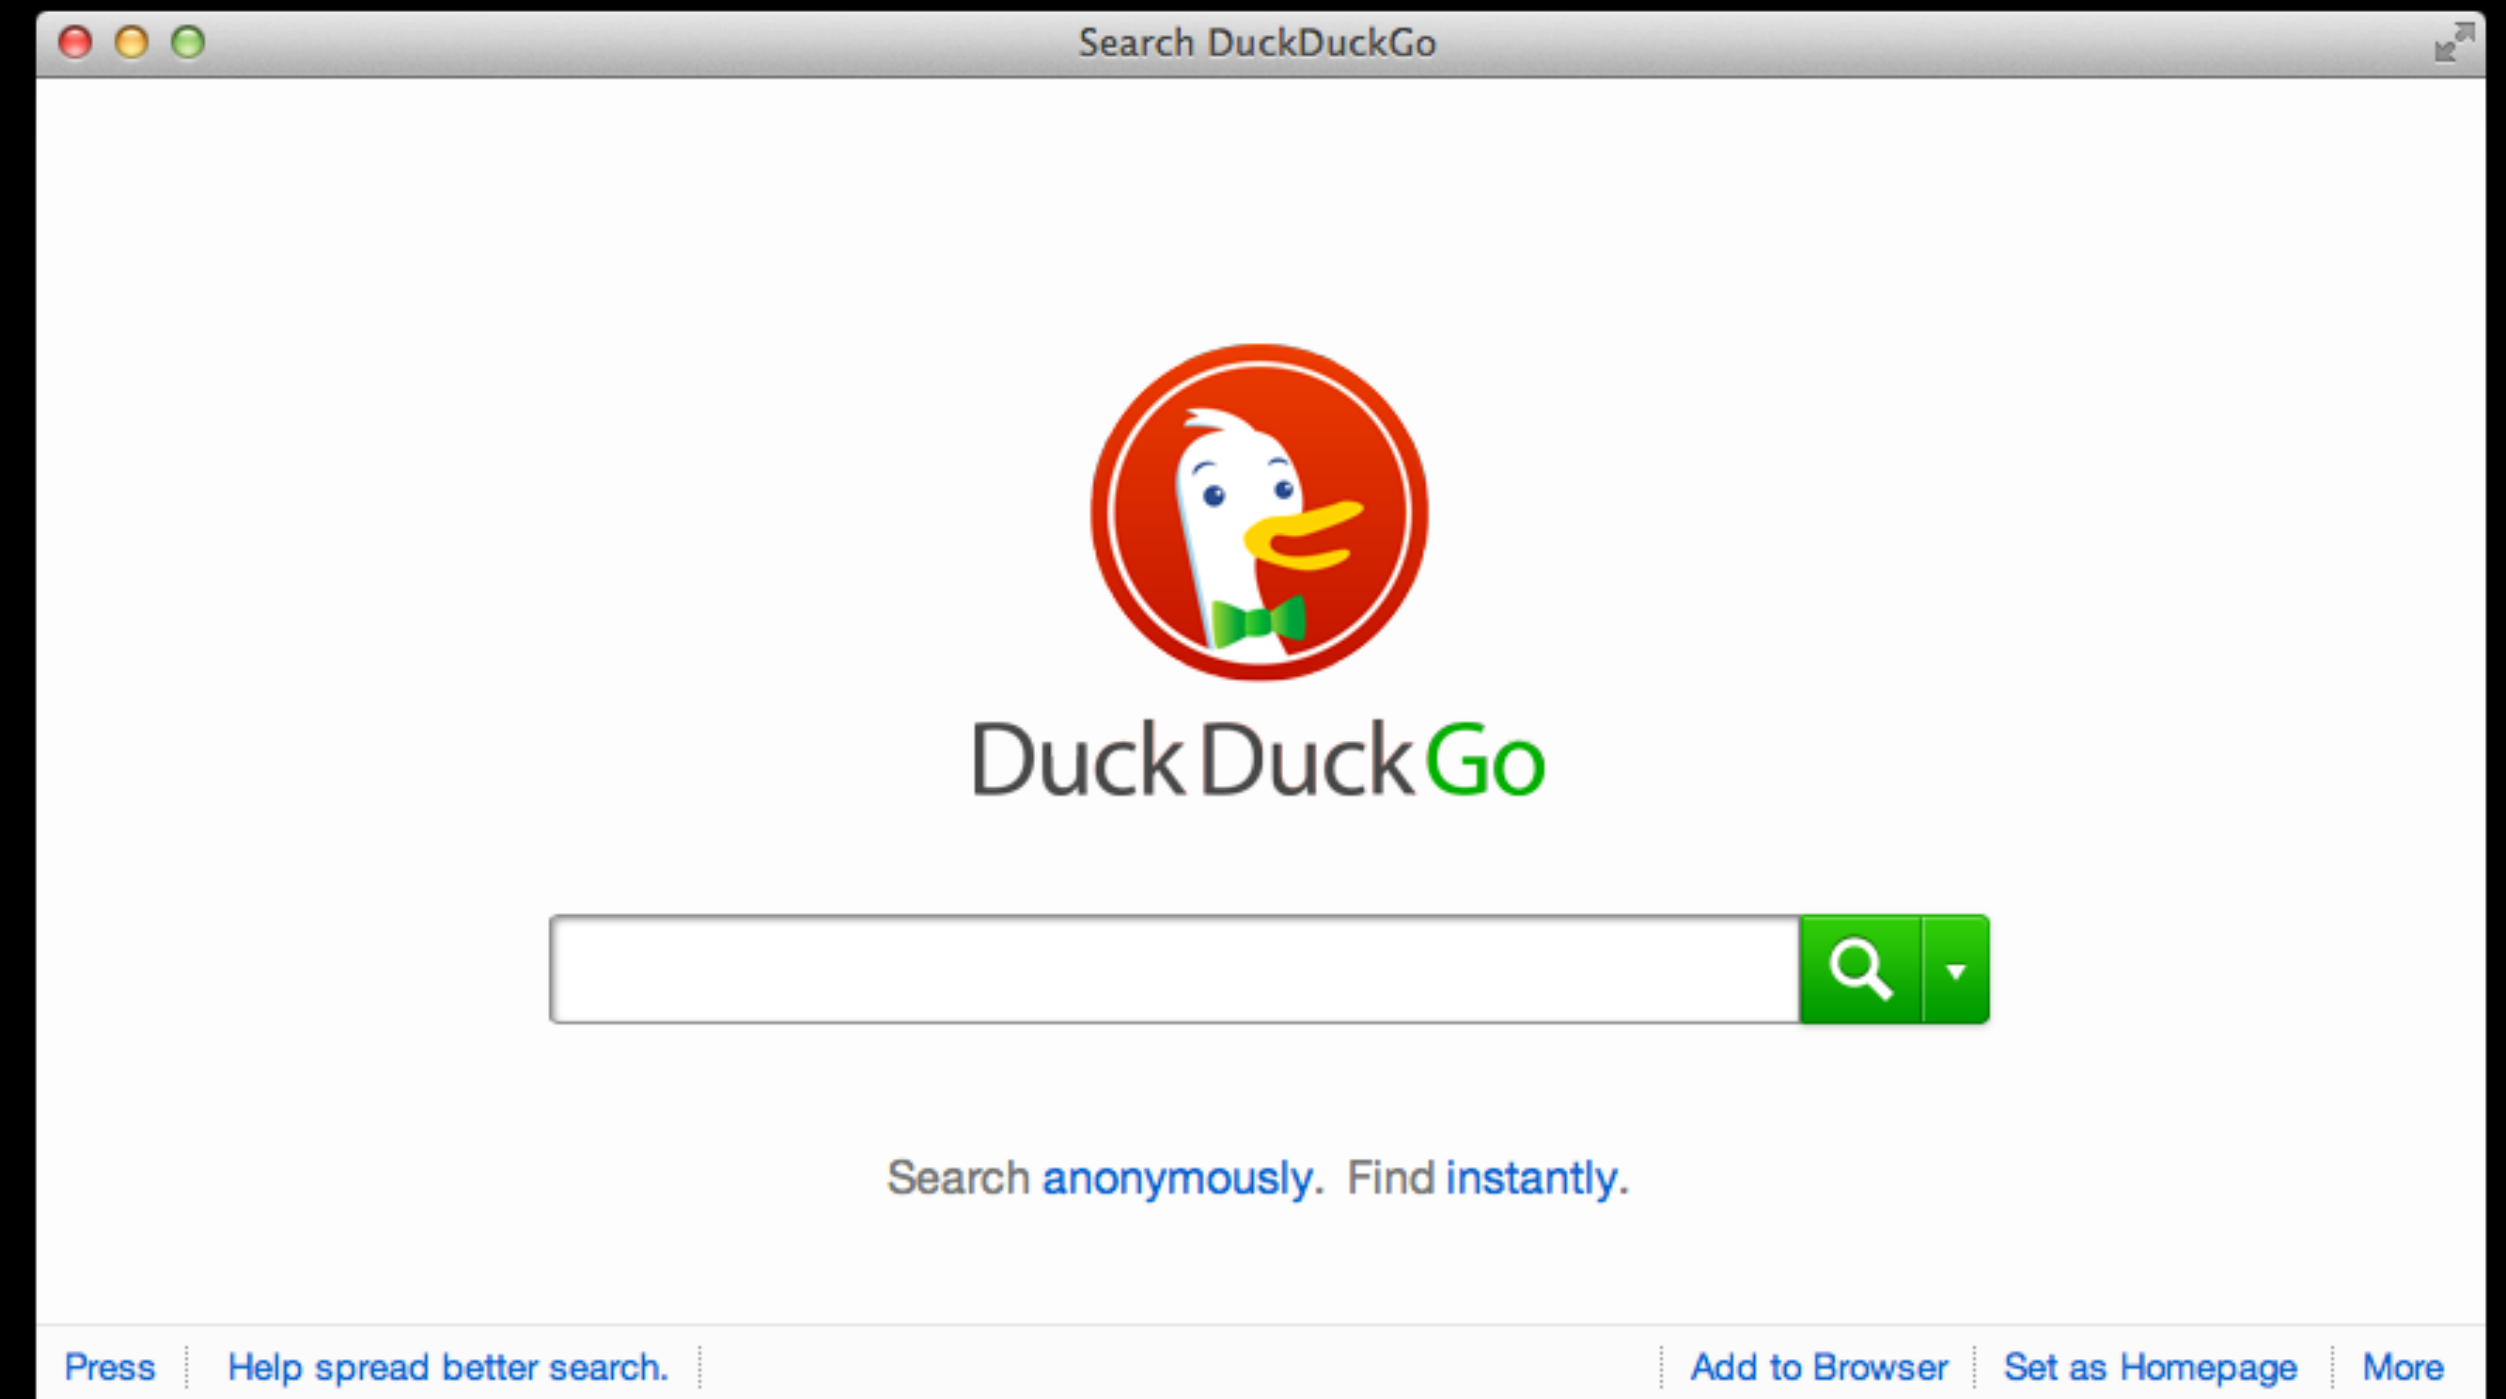 Search DuckDuckGo
DuckDuckGo
Search anonymously. Find instantly.
Press Help spread better search. Add to Browser Set as Homepage More